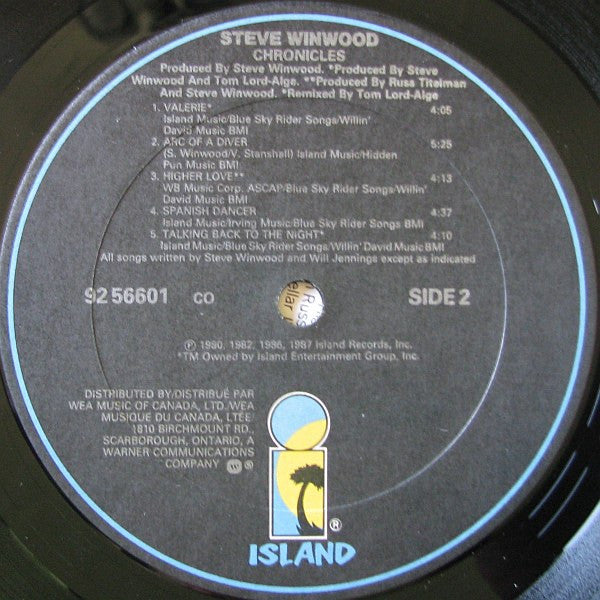 STEVE WINWOOD
CHRONICLES
Produced By Steve Winwood. *Produced By Steve
Winwood And Tom Lord-Alge. **Produced By Russ Titelman
And Steve Winwood. *Remixed By Tom Lord-Alge
1. VALERIE* 4:05
Island Music/Blue Sky Rider Songs/Willin'
David Music BMI
2. ARC OF A DIVER 5:25
(S. Winwood/V. Stanshall) Island Music/Hidden
Pun Music BMI
3. HIGHER LOVE** 4:13
WB Music Corp. ASCAP/Blue Sky Rider Songs/Willin'
David Music BMI
4. SPANISH DANCER 4:37
Island Music/Irving Music/Blue Sky Rider Songs BMI
5. TALKING BACK TO THE NIGHT* 4:10
Island Music/Blue Sky Rider Songs/Willin' David Music BMI
All songs written by Steve Winwood and Will Jennings except as indicated
92 56601 CO SIDE 2
Russ
ellar
℗ 1980, 1982, 1986, 1987 Island Records, Inc.
*TM Owned by Island Entertainment Group, Inc.
DISTRIBUTED BY/DISTRIBUÉ PAR
WEA MUSIC OF CANADA, LTD./WEA
MUSIQUE DU CANADA, LTÉE.
1810 BIRCHMOUNT RD.,
SCARBOROUGH, ONTARIO, A
WARNER COMMUNICATIONS
COMPANY ®
®
ISLAND